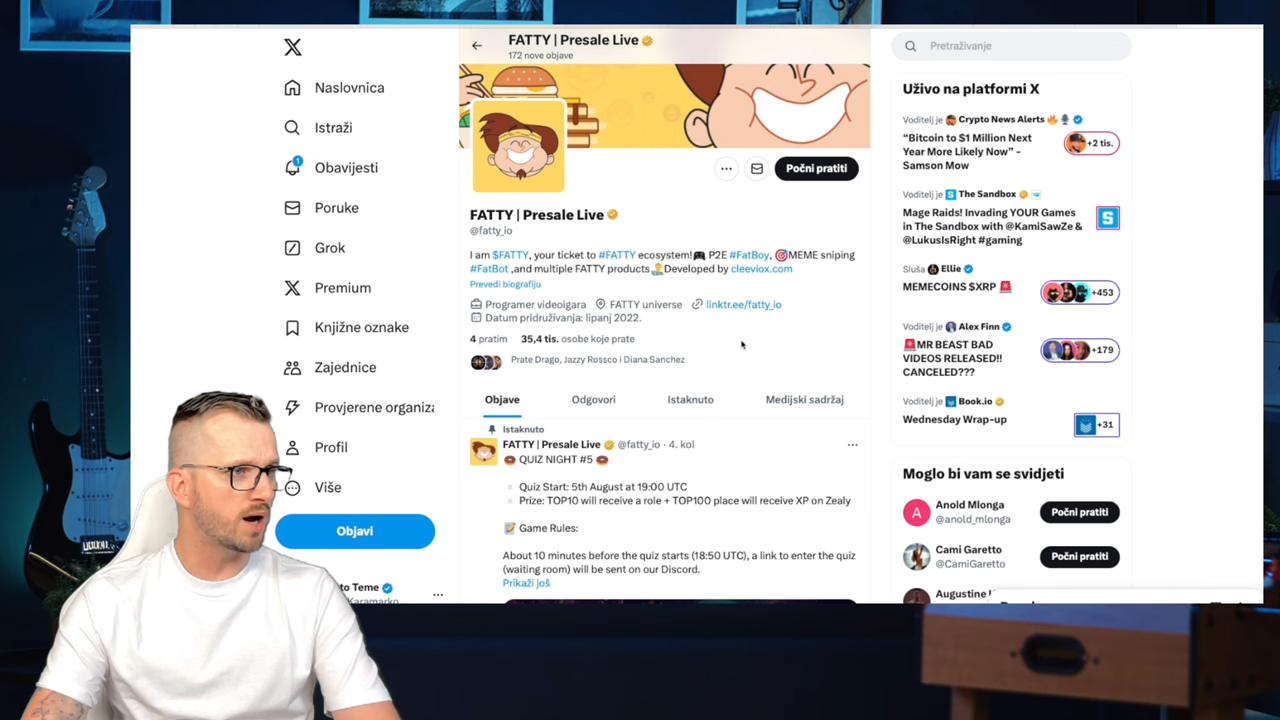 X
Naslovnica
Istraži
1
Obavijesti
Poruke
Grok
Premium
Knjižne oznake
Zajednice
Provjerene organiza
Profil
Više
Objavi
to Teme
Karamarko
FATTY | Presale Live
172 nove objave
Počni pratiti
FATTY | Presale Live
@fatty_io
I am $FATTY, your ticket to #FATTY ecosystem!🎮 P2E #FatBoy, 🎯MEME sniping
#FatBot ,and multiple FATTY products Developed by cleeviox.com
Prevedi biografiju
Programer videoigara FATTY universe linktr.ee/fatty_io
Datum pridruživanja: lipanj 2022.
4 pratim 35,4 tis. osobe koje prate
Prate Drago, Jazzy Rossco i Diana Sanchez
Objave Odgovori Istaknuto Medijski sadržaj
Istaknuto
FATTY | Presale Live @fatty_io · 4. kol
🍩 QUIZ NIGHT #5 🍩
Quiz Start: 5th August at 19:00 UTC
Prize: TOP10 will receive a role + TOP100 place will receive XP on Zealy
📝 Game Rules:
About 10 minutes before the quiz starts (18:50 UTC), a link to enter the quiz
(waiting room) will be sent on our Discord.
Prikaži još
Pretraživanje
Uživo na platformi X
Voditelj je Crypto News Alerts 🔥🎙
“Bitcoin to $1 Million Next
Year More Likely Now” -
Samson Mow
+2 tis.
Voditelj je S The Sandbox
Mage Raids! Invading YOUR Games
in The Sandbox with @KamiSawZe &
@LukusIsRight #gaming
S
Sluša Ellie
MEMECOINS $XRP 🚨
+453
Voditelj je Alex Finn
🚨MR BEAST BAD
VIDEOS RELEASED!!
CANCELED???
+179
Voditelj je Book.io
Wednesday Wrap-up
+31
Moglo bi vam se svidjeti
A
Anold Mlonga
@anold_mlonga
Počni pratiti
Cami Garetto
@CamiGaretto
Počni pratiti
Augustine